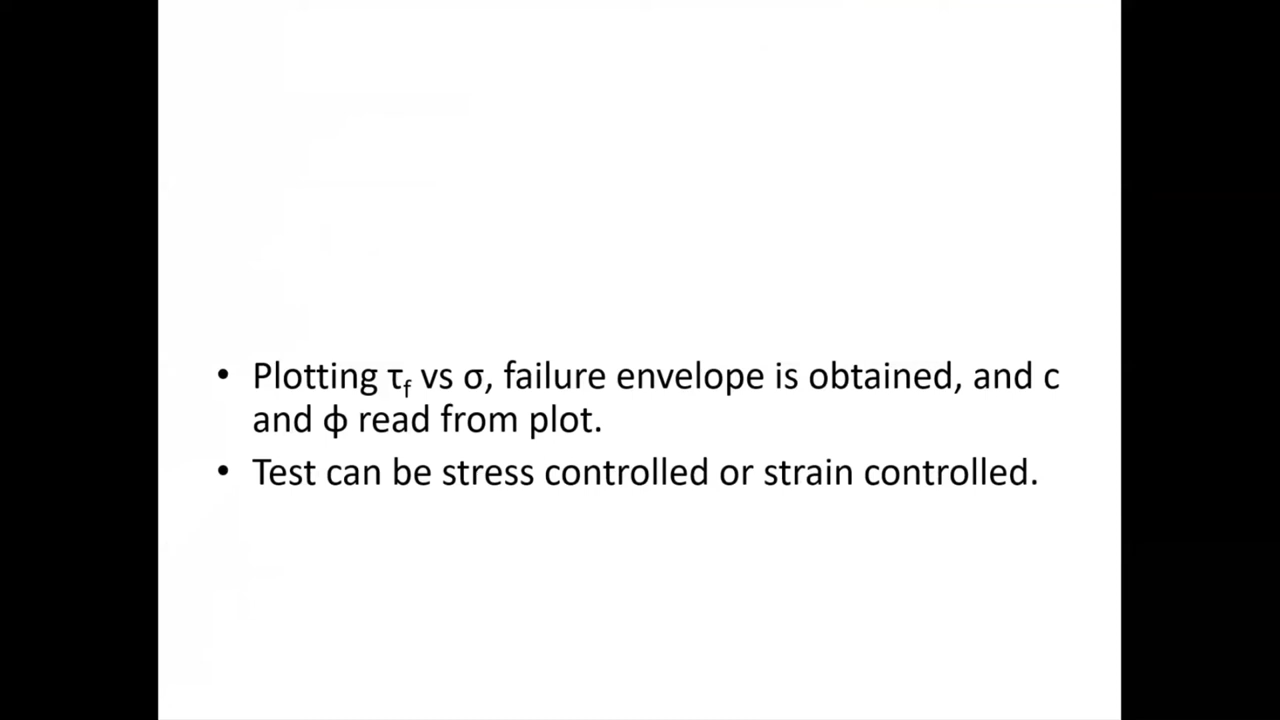 • Plotting τf vs σ, failure envelope is obtained, and c
and ϕ read from plot.
• Test can be stress controlled or strain controlled.